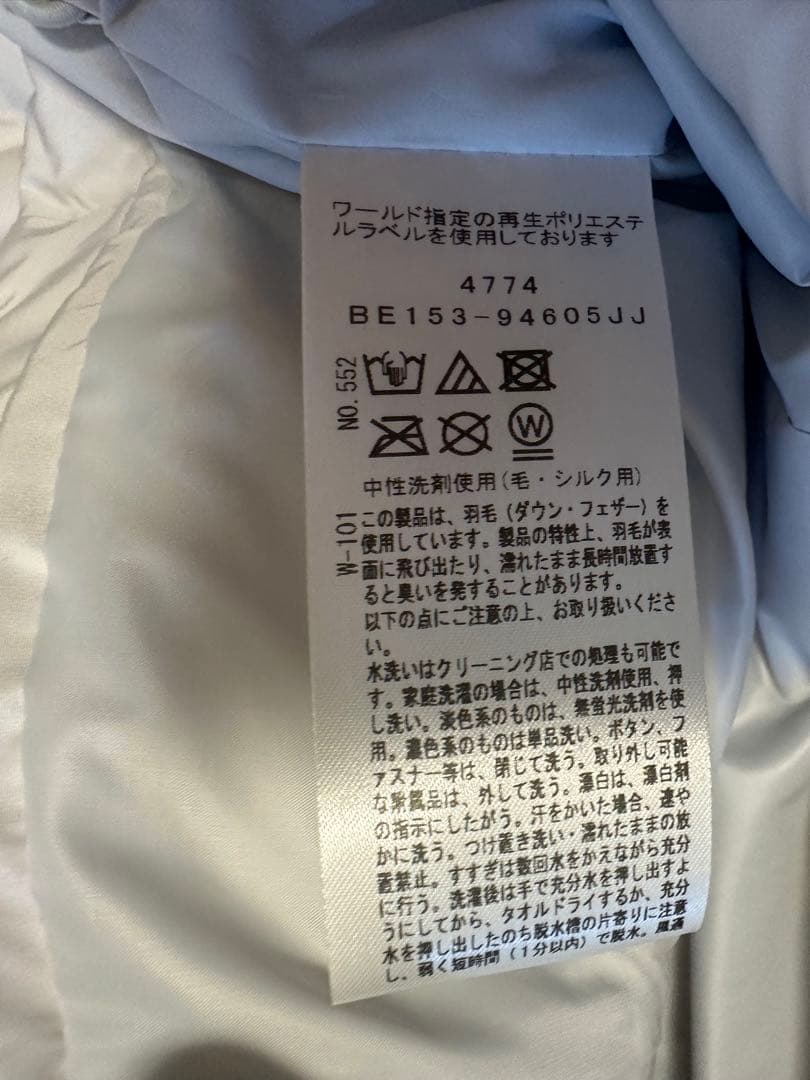 ワールド指定の再生ポリエステ
ルラベルを使用しております
4774
BE153-94605JJ
NO. 552
W
中性洗剤使用(毛・シルク用)
W-101
この製品は、羽毛(ダウン・フェザー)を
使用しています。製品の特性上、羽毛が表
面に飛び出たり、濡れたまま長時間放置す
ると臭いを発することがあります。
以下の点にご注意の上、お取り扱いくださ
い。
水洗いはクリーニング店での処理も可能で
す。家庭洗濯の場合は、中性洗剤使用、押
し洗い。淡色系のものは、無蛍光洗剤を使
用。濃色系のものは単品洗い。ボタン、フ
ァスナー等は、閉じて洗う。取り外し可能
な附属品は、外して洗う。漂白は、漂白剤
の指示にしたがう。汗をかいた場合、速や
かに洗う。つけ置き洗い・濡れたままの放
置禁止。すすぎは数回水をかえながら充分
に行う。洗濯後は手で充分水を押し出すよ
うにしてから、タオルドライするか、充分
水を押し出したのち脱水槽の片寄りに注意
し、弱く短時間(1分以内)で脱水。風通